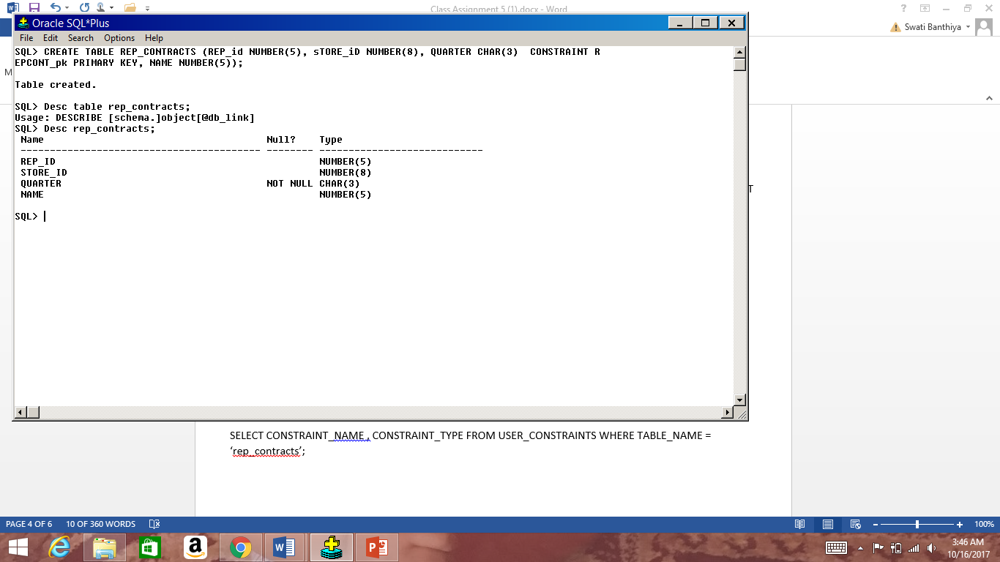 Class Assignment 5 (1).docx - Word
Swati Banthiya
Oracle SQL*Plus
File Edit Search Options Help
SQL> CREATE TABLE REP_CONTRACTS (REP_id NUMBER(5), sTORE_iD NUMBER(8), QUARTER CHAR(3)  CONSTRAINT R
EPCONT_pk PRIMARY KEY, NAME NUMBER(5));
Table created.
SQL> Desc table rep_contracts;
Usage: DESCRIBE [schema.]object[@db_link]
SQL> Desc rep_contracts;
Name Null? Type
----------------------------------------- -------- ----------------------------
REP_ID NUMBER(5)
STORE_ID NUMBER(8)
QUARTER NOT NULL CHAR(3)
NAME NUMBER(5)
SQL>
M
T
SELECT CONSTRAINT_NAME , CONSTRAINT_TYPE FROM USER_CONSTRAINTS WHERE TABLE_NAME =
‘rep_contracts’;
PAGE 4 OF 6 10 OF 360 WORDS 100%
3:46 AM
10/16/2017